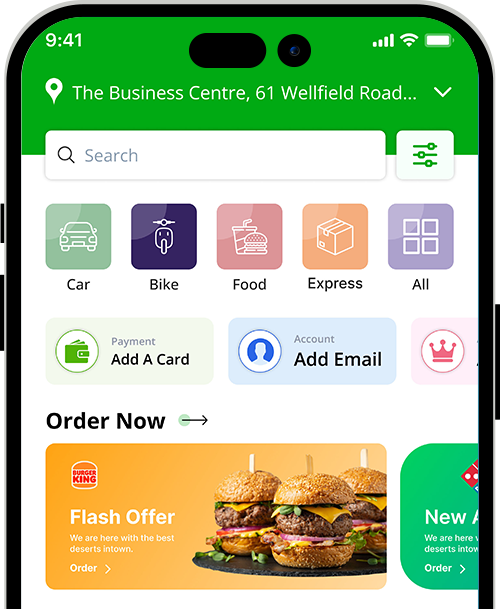 9:41
The Business Centre, 61 Wellfield Road...
Search
Car
Bike
Food
Express
All
Payment
Add A Card
Account
Add Email
Order Now
BURGER
KING
Flash Offer
We are here with the best
deserts intown.
Order
New A
We are here
deserts intow
Order